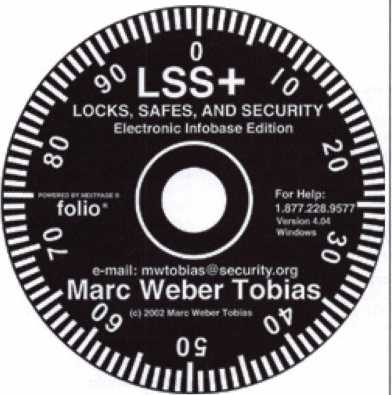 0
10
20
30
40
50
60
70
80
90
LSS+
LOCKS, SAFES, AND SECURITY
Electronic Infobase Edition
POWERED BY NEXTPAGE®
folio®
For Help:
1.877.228.9577
Version 4.04
Windows
e-mail: mwtobias@security.org
Marc Weber Tobias
(c) 2002 Marc Weber Tobias